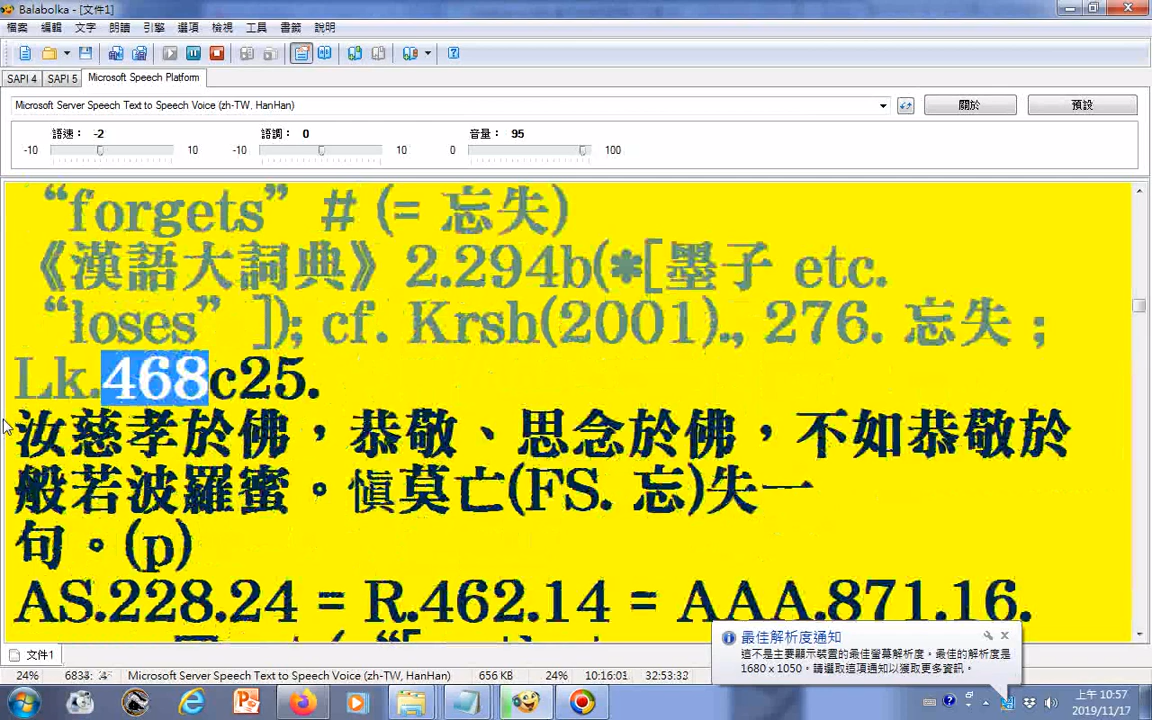 Balabolka - [文件1]
檔案 編輯 文字 朗讀 引擎 選項 檢視 工具 書籤 說明
SAPI 4 SAPI 5 Microsoft Speech Platform
Microsoft Server Speech Text to Speech Voice (zh-TW, HanHan) 關於 預設
語速： -2 語調： 0 音量： 95
-10 10 -10 10 0 100
“forgets” # (= 忘失)
《漢語大詞典》 2.294b(*[墨子 etc.
“loses” ]); cf. Krsh(2001)., 276. 忘失 ;
Lk.468c25.
汝慈孝於佛，恭敬、思念於佛，不如恭敬於
般若波羅蜜。愼莫亡(FS. 忘)失一
句。(p)
AS.228.24 = R.462.14 = AAA.871.16.
最佳解析度通知
這不是主要顯示裝置的最佳螢幕解析度。最佳的解析度是
1680 x 1050。請選取這項通知以獲取更多資訊。
文件1
24% Microsoft Server Speech Text to Speech Voice (zh-TW, HanHan) 656 KB 24% 10:16:01 32:53:33
上午 10:57
2019/11/17